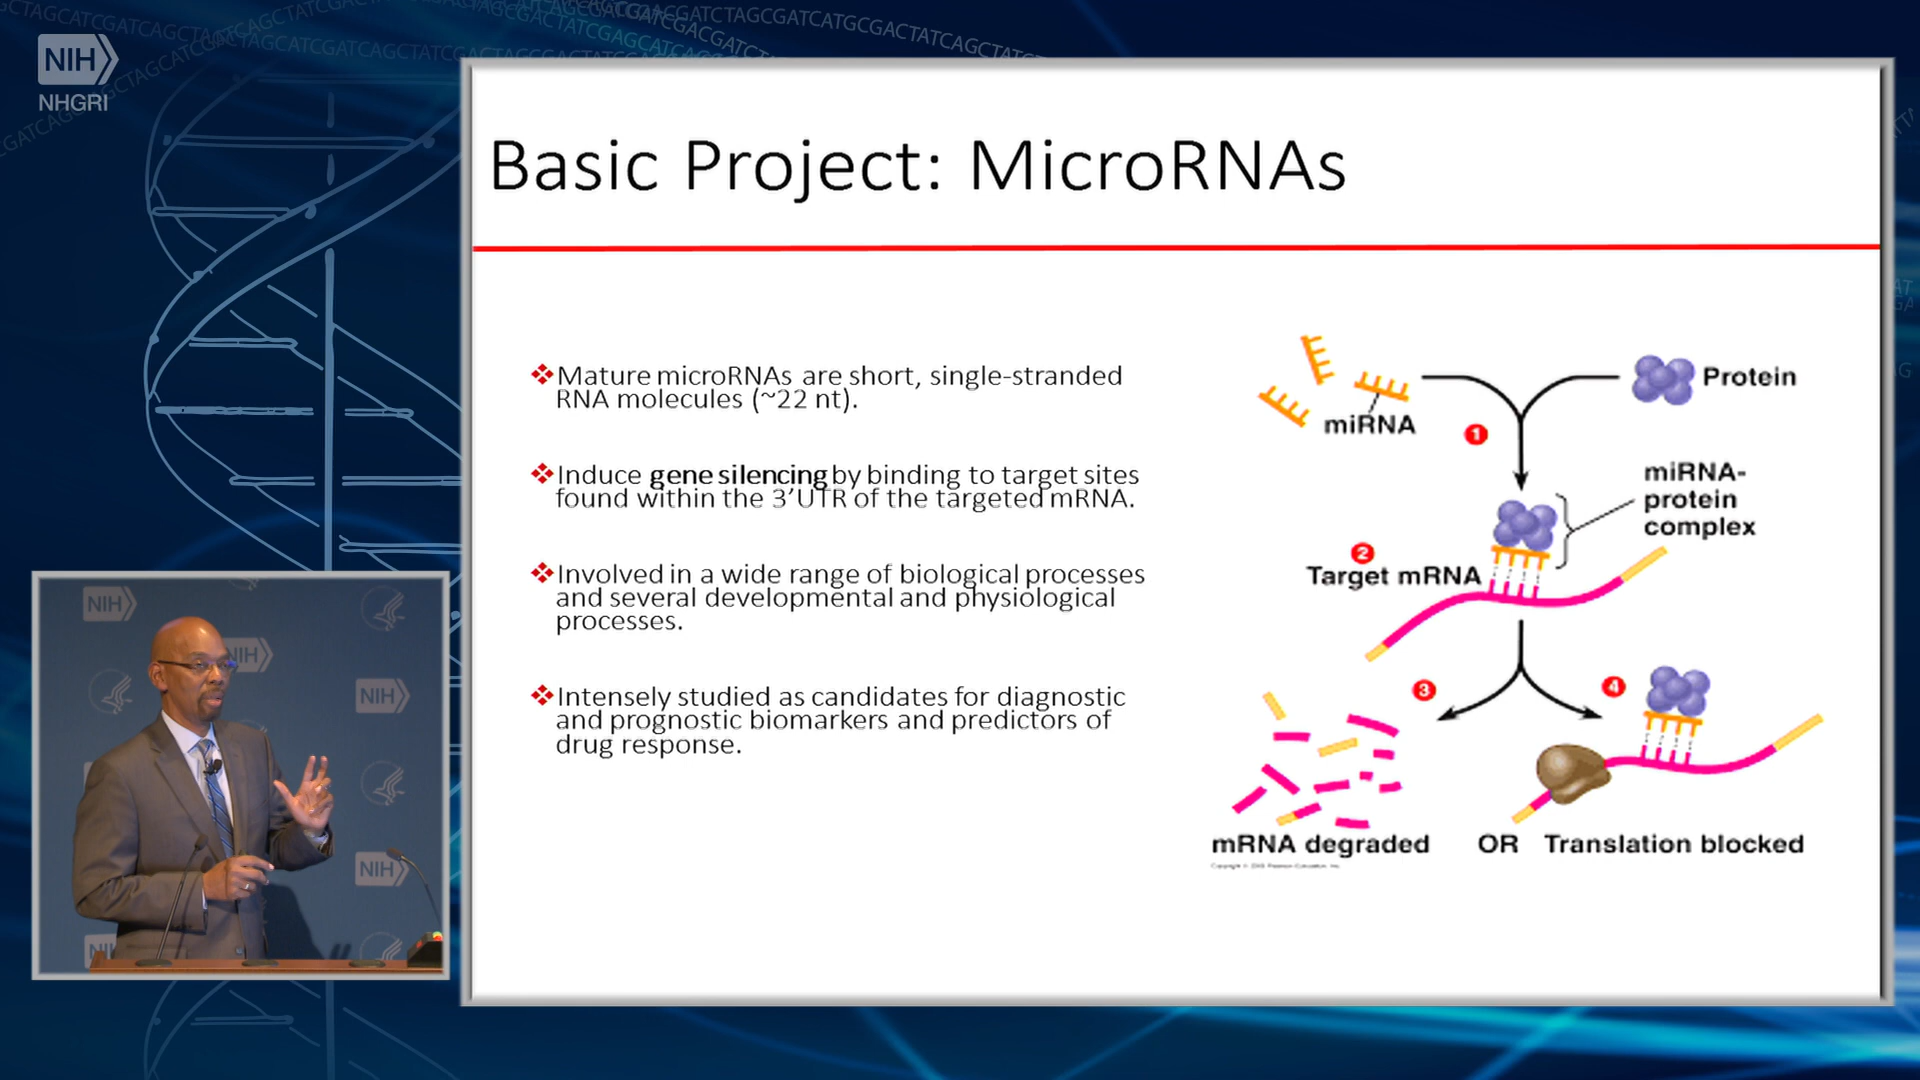 NIH
NHGRI
Basic Project: MicroRNAs
Mature microRNAs are short, single-stranded
RNA molecules (~22 nt).
Induce gene silencing by binding to target sites
found within the 3’UTR of the targeted mRNA.
Involved in a wide range of biological processes
and several developmental and physiological
processes.
Intensely studied as candidates for diagnostic
and prognostic biomarkers and predictors of
drug response.
miRNA
Protein
1
miRNA-
protein
complex
2
Target mRNA
3
4
mRNA degraded OR Translation blocked
NIH
NIH
NIH
NIH